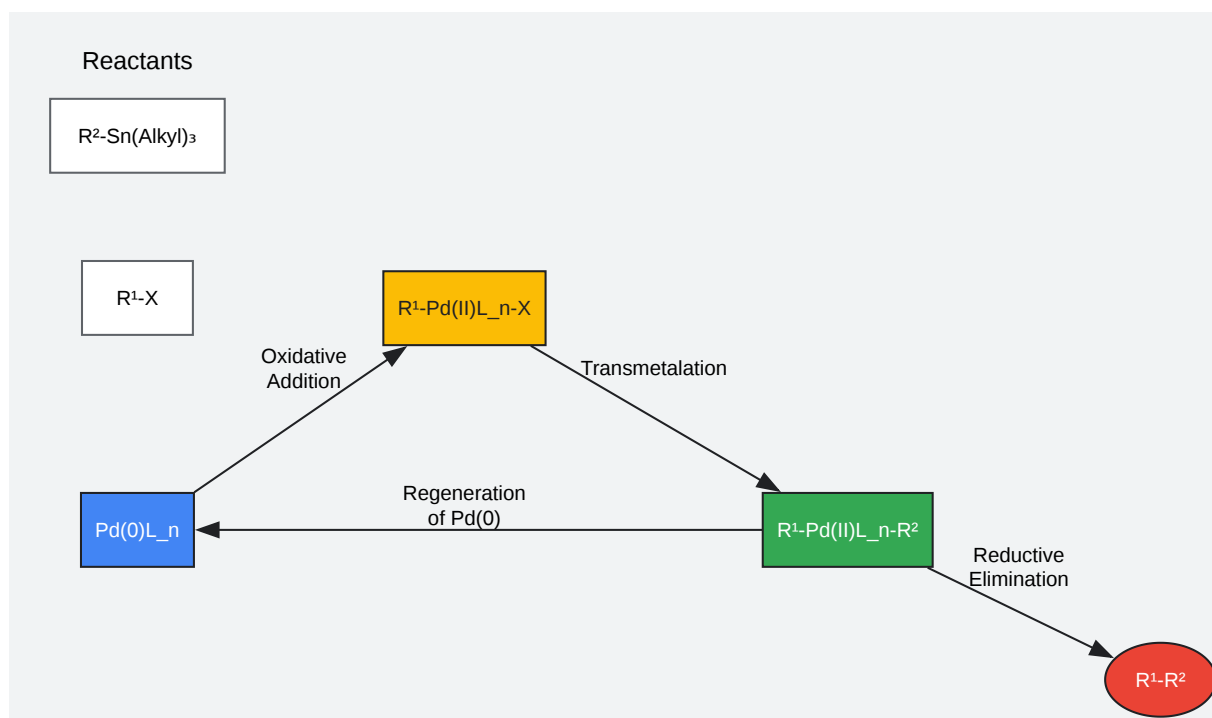 Reactants
R²-Sn(Alkyl)₃
R¹-X
R¹-Pd(II)L_n-X
Oxidative
Addition
Transmetalation
Regeneration
of Pd(0)
Pd(0)L_n
R¹-Pd(II)L_n-R²
Reductive
Elimination
R¹-R²